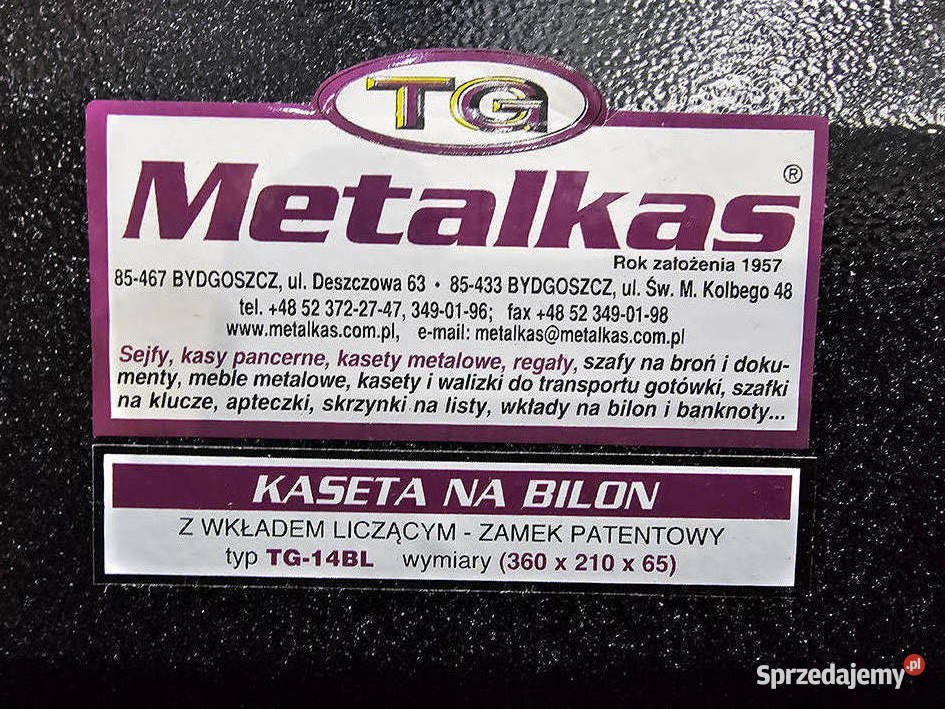 TG
Metalkas®
Rok założenia 1957
85-467 BYDGOSZCZ, ul. Deszczowa 63 • 85-433 BYDGOSZCZ, ul. Św. M. Kolbego 48
tel. +48 52 372-27-47, 349-01-96; fax +48 52 349-01-98
www.metalkas.com.pl, e-mail: metalkas@metalkas.com.pl
Sejfy, kasy pancerne, kasety metalowe, regały, szafy na broń i doku-
menty, meble metalowe, kasety i walizki do transportu gotówki, szafki
na klucze, apteczki, skrzynki na listy, wkłady na bilon i banknoty...
KASETA NA BILON
Z WKŁADEM LICZĄCYM - ZAMEK PATENTOWY
typ TG-14BL wymiary (360 x 210 x 65)
Sprzedajemy.pl